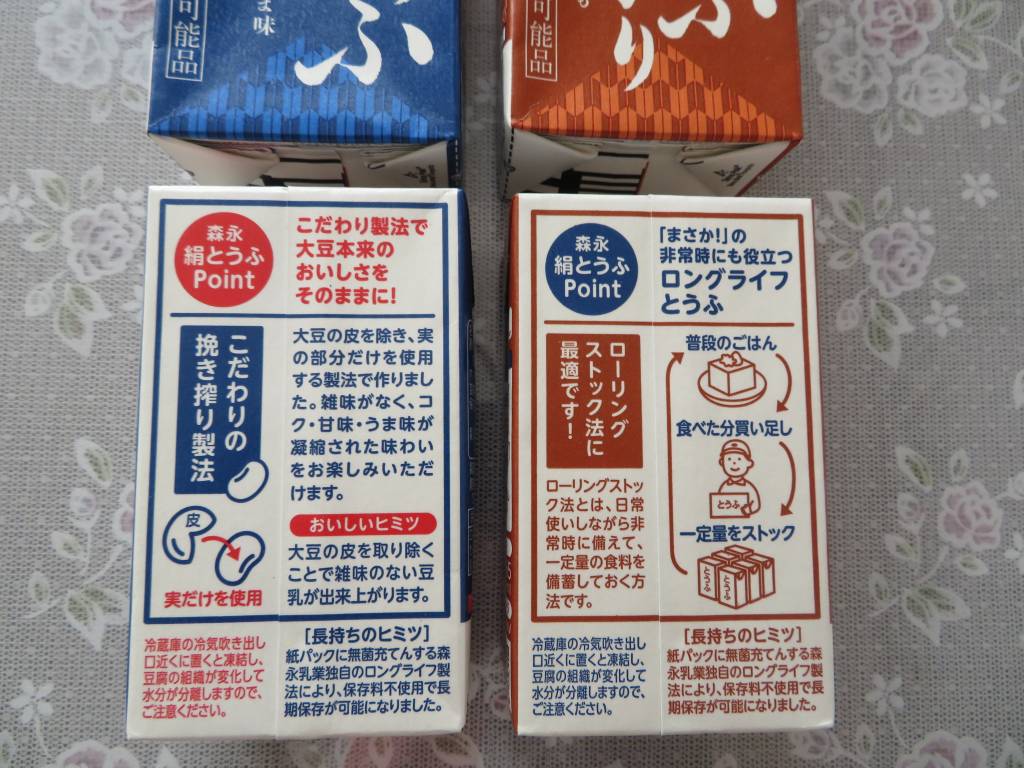 ふ
ま味
可能品
ふ
り
可能品
森永
絹とうふ
Point
こだわり製法で
大豆本来の
おいしさを
そのままに!
こだわりの
挽き搾り製法
大豆の皮を除き、実
の部分だけを使用
する製法で作りまし
た。雑味がなく、コ
ク・甘味・うま味が
凝縮された味わい
をお楽しみいただ
けます。
皮
実だけを使用
おいしいヒミツ
大豆の皮を取り除く
ことで雑味のない豆
乳が出来上がります。
冷蔵庫の冷気吹き出し
口近くに置くと凍結し、
豆腐の組織が変化して
水分が分離しますので、
ご注意ください。
[長持ちのヒミツ]
紙パックに無菌充てんする森
永乳業独自のロングライフ製
法により、保存料不使用で長
期保存が可能になりました。
森永
絹とうふ
Point
「まさか!」の
非常時にも役立つ
ロングライフ
とうふ
ローリング
ストック法に
最適です!
ローリングストッ
ク法とは、日常
使いしながら非
常時に備えて、
一定量の食料を
備蓄しておく方
法です。
普段のごはん
食べた分買い足し
とうふ
一定量をストック
とうふ
とうふ
冷蔵庫の冷気吹き出し
口近くに置くと凍結し、
豆腐の組織が変化して
水分が分離しますので、
ご注意ください。
[長持ちのヒミツ]
紙パックに無菌充てんする森
永乳業独自のロングライフ製
法により、保存料不使用で長
期保存が可能になりました。